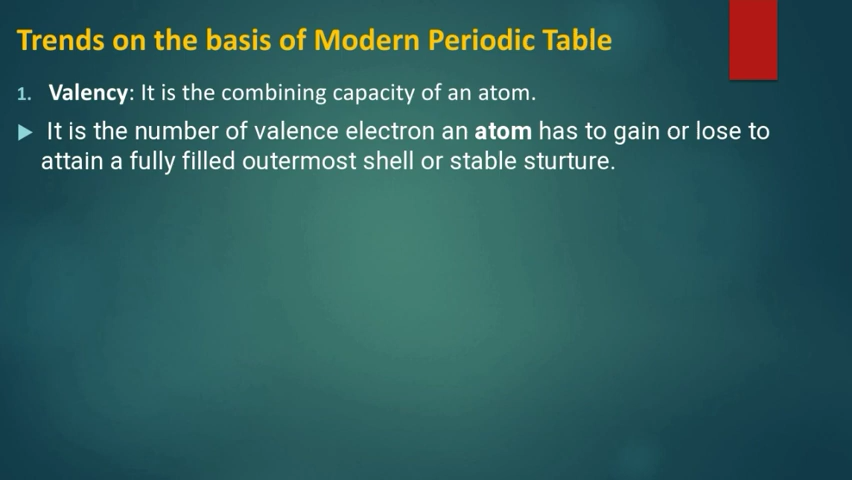 Trends on the basis of Modern Periodic Table
1. Valency: It is the combining capacity of an atom.
It is the number of valence electron an atom has to gain or lose to
attain a fully filled outermost shell or stable sturture.